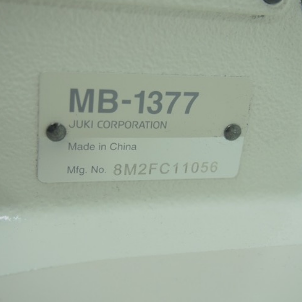 MB-1377
JUKI CORPORATION
Made in China
Mfg. No. 8M2FC11056